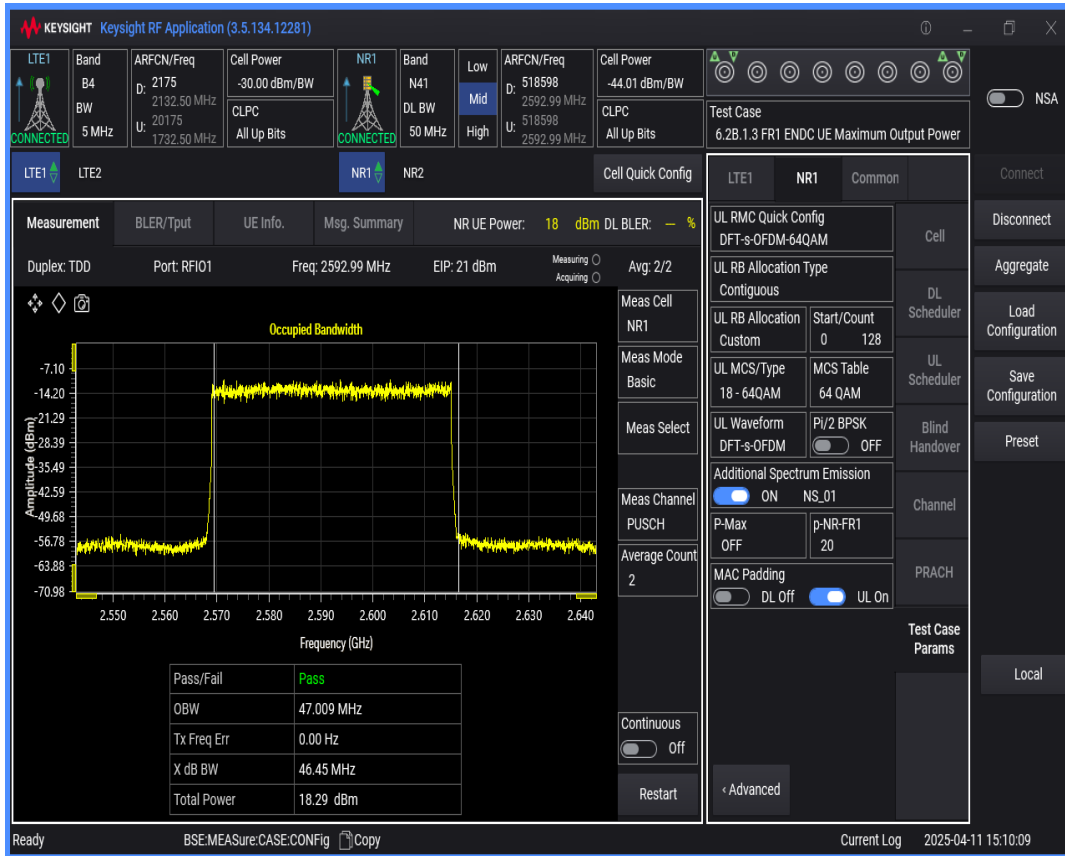 KEYSIGHT Keysight RF Application (3.5.134.12281)
LTE1 Band ARFCN/Freq Cell Power NR1 Band Low ARFCN/Freq Cell Power
B4 D: 2175 -30.00 dBm/BW N41 D: 518598 -44.01 dBm/BW
BW 2132.50 MHz CLPC DL BW Mid 2592.99 MHz CLPC
CONNECTED 5 MHz U: 20175 All Up Bits CONNECTED 50 MHz High U: 518598 All Up Bits
1732.50 MHz 2592.99 MHz
NSA
Test Case
6.2B.1.3 FR1 ENDC UE Maximum Output Power
LTE1 LTE2 NR1 NR2 Cell Quick Config
Measurement BLER/Tput UE Info. Msg. Summary NR UE Power: 18 dBm DL BLER: — %
Duplex: TDD Port: RFIO1 Freq: 2592.99 MHz EIP: 21 dBm Measuring Avg: 2/2
Acquiring
Occupied Bandwidth
Amplitude (dBm)
-7.10
-14.20
-21.29
-28.39
-35.49
-42.59
-49.68
-56.78
-63.88
-70.98
2.550 2.560 2.570 2.580 2.590 2.600 2.610 2.620 2.630 2.640
Frequency (GHz)
Pass/Fail Pass
OBW 47.009 MHz
Tx Freq Err 0.00 Hz
X dB BW 46.45 MHz
Total Power 18.29 dBm
Meas Cell
NR1
Meas Mode
Basic
Meas Select
Meas Channel
PUSCH
Average Count
2
Continuous
Off
Restart
LTE1 NR1 Common
UL RMC Quick Config
DFT-s-OFDM-64QAM
UL RB Allocation Type
Contiguous
UL RB Allocation Start/Count
Custom 0 128
UL MCS/Type MCS Table
18 - 64QAM 64 QAM
UL Waveform Pi/2 BPSK
DFT-s-OFDM OFF
Additional Spectrum Emission
ON NS_01
P-Max p-NR-FR1
OFF 20
MAC Padding
DL Off UL On
‹ Advanced
Cell
DL
Scheduler
UL
Scheduler
Blind
Handover
Channel
PRACH
Test Case
Params
Connect
Disconnect
Aggregate
Load
Configuration
Save
Configuration
Preset
Local
Ready BSE:MEASure:CASE:CONFig Copy Current Log 2025-04-11 15:10:09